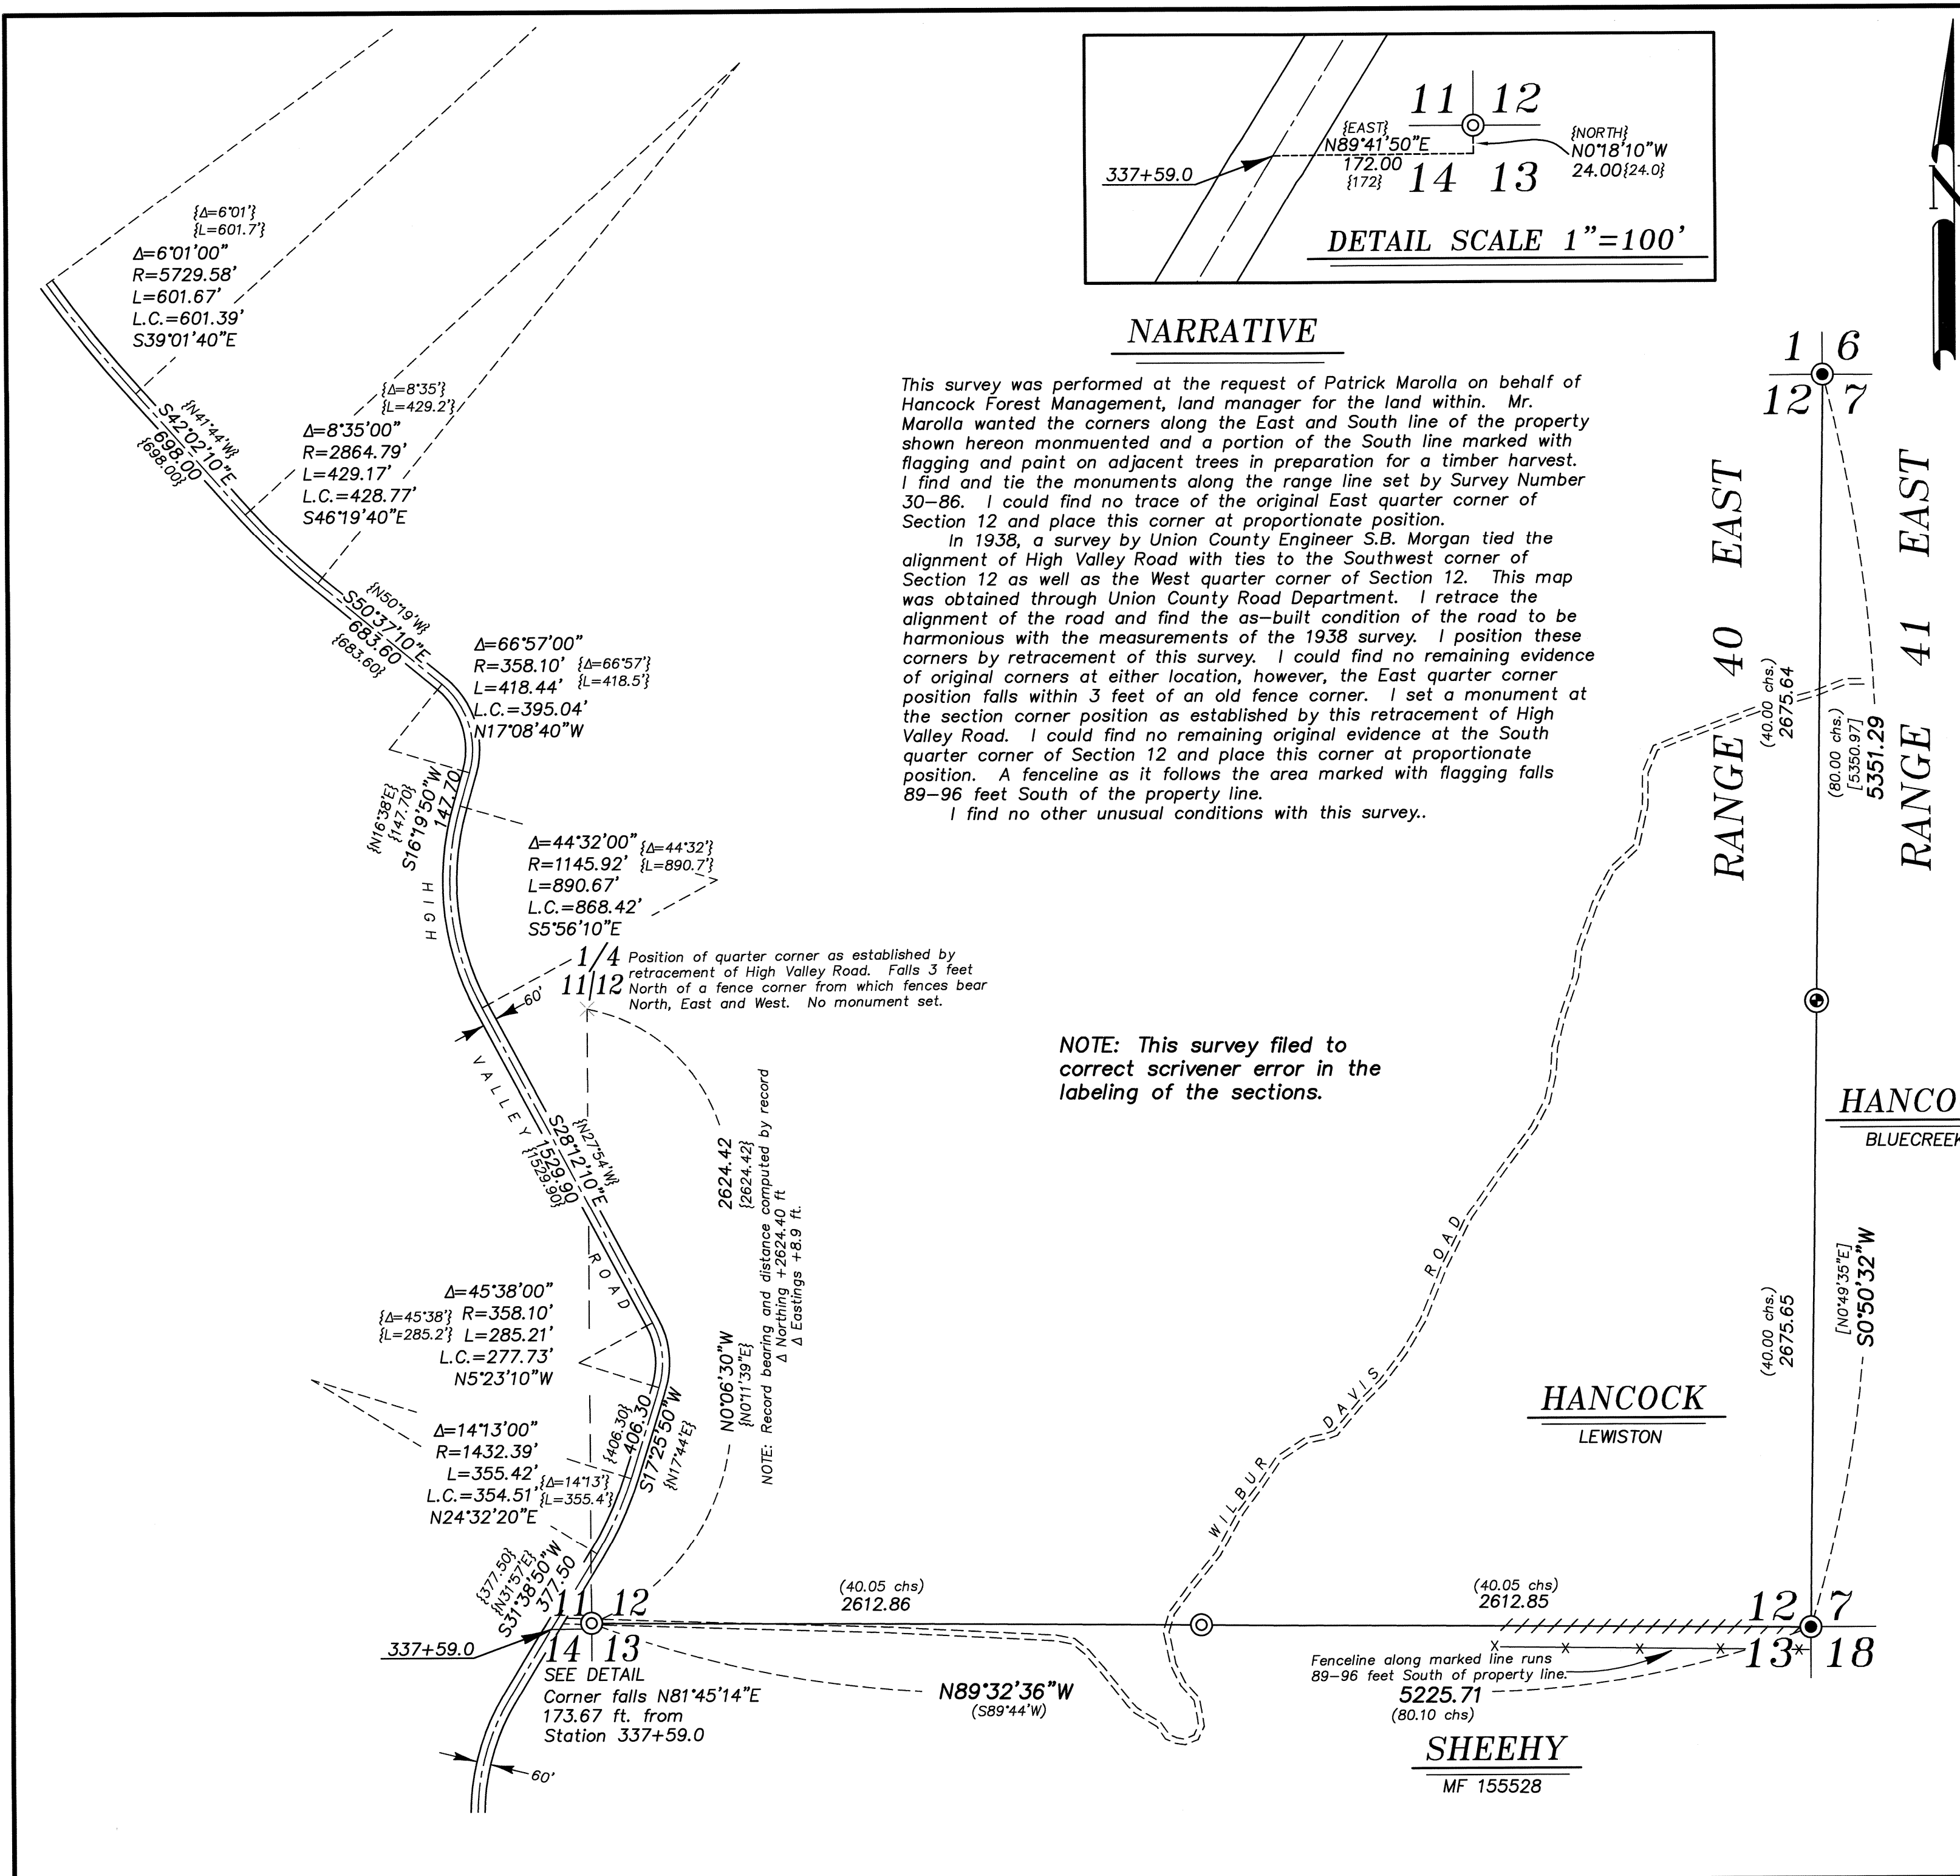 11 12
{EAST}
N89°41'50"E
172.00
{172}
14 13
{NORTH}
N0°18'10"W
24.00{24.0}
337+59.0
DETAIL SCALE 1"=100'
{Δ=6°01'}
{L=601.7'}
Δ=6°01'00"
R=5729.58'
L=601.67'
L.C.=601.39'
S39°01'40"E
{N41°44'W}
S42°02'10"E
698.00
{698.00}
{Δ=8°35'}
{L=429.2'}
Δ=8°35'00"
R=2864.79'
L=429.17'
L.C.=428.77'
S46°19'40"E
{N50°19'W}
S50°37'10"E
683.60
{683.60}
Δ=66°57'00"
R=358.10' {Δ=66°57'}
L=418.44' {L=418.5'}
L.C.=395.04'
N17°08'40"W
{N16°38'E}
{147.70}
S16°19'50"W
147.70
Δ=44°32'00" {Δ=44°32'}
R=1145.92' {L=890.7'}
L=890.67'
L.C.=868.42'
S5°56'10"E
HIGH
VALLEY
ROAD
NARRATIVE
This survey was performed at the request of Patrick Marolla on behalf of
Hancock Forest Management, land manager for the land within. Mr.
Marolla wanted the corners along the East and South line of the property
shown hereon monmuented and a portion of the South line marked with
flagging and paint on adjacent trees in preparation for a timber harvest.
I find and tie the monuments along the range line set by Survey Number
30-86. I could find no trace of the original East quarter corner of
Section 12 and place this corner at proportionate position.
In 1938, a survey by Union County Engineer S.B. Morgan tied the
alignment of High Valley Road with ties to the Southwest corner of
Section 12 as well as the West quarter corner of Section 12. This map
was obtained through Union County Road Department. I retrace the
alignment of the road and find the as-built condition of the road to be
harmonious with the measurements of the 1938 survey. I position these
corners by retracement of this survey. I could find no remaining evidence
of original corners at either location, however, the East quarter corner
position falls within 3 feet of an old fence corner. I set a monument at
the section corner position as established by this retracement of High
Valley Road. I could find no remaining original evidence at the South
quarter corner of Section 12 and place this corner at proportionate
position. A fenceline as it follows the area marked with flagging falls
89-96 feet South of the property line.
I find no other unusual conditions with this survey..
1 6
12 7
RANGE 40 EAST
RANGE 41 EAST
(40.00 chs.)
2675.64
(80.00 chs.)
[5350.97]
5351.29
1/4
11|12
Position of quarter corner as established by
retracement of High Valley Road. Falls 3 feet
North of a fence corner from which fences bear
North, East and West. No monument set.
60'
NOTE: This survey filed to
correct scrivener error in the
labeling of the sections.
HANCO
BLUECREEK
{N27°54'W}
S28°12'10"E
1529.90
{1529.90}
2624.42
{2624.42}
N0°06'30"W
{N0°11'39"E}
NOTE: Record bearing and distance computed by record
Δ Northing +2624.40 ft
Δ Eastings +8.9 ft.
Δ=45°38'00"
{Δ=45°38'} R=358.10'
{L=285.2'} L=285.21'
L.C.=277.73'
N5°23'10"W
{406.30}
406.30
S17°25'50"W
{N17°44'E}
Δ=14°13'00"
R=1432.39'
L=355.42' {Δ=14°13'}
L.C.=354.51' {L=355.4'}
N24°32'20"E
{377.50}
{N31°57'E}
S31°38'50"W
377.50
WILBUR DAVIS ROAD
(40.00 chs.)
2675.65
[N0°49'35"E]
S0°50'32"W
HANCOCK
LEWISTON
11 12
14 13
337+59.0
SEE DETAIL
Corner falls N81°45'14"E
173.67 ft. from
Station 337+59.0
60'
(40.05 chs)
2612.86
(40.05 chs)
2612.85
N89°32'36"W
(S89°44'W)
12 7
13 18
Fenceline along marked line runs
89-96 feet South of property line.
5225.71
(80.10 chs)
SHEEHY
MF 155528
N